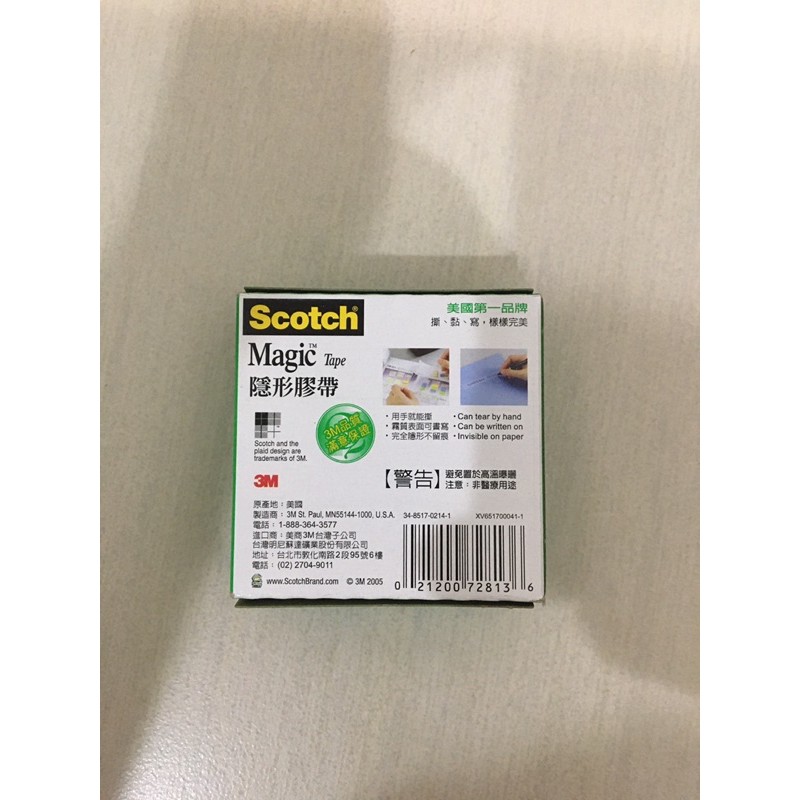 Scotch®
美國第一品牌
撕、黏、寫，樣樣完美
Magic™ Tape
隱形膠帶
3M品質
滿意保證
• 用手就能撕
• 霧質表面可書寫
• 完全隱形不留痕
• Can tear by hand
• Can be written on
• Invisible on paper
Scotch and the
plaid design are
trademarks of 3M.
3M
【警告】
避免置於高溫曝曬
注意：非醫療用途
原產地：美國
製造商：3M St. Paul, MN55144-1000, U.S.A.
34-8517-0214-1
XV651700041-1
電話：1-888-364-3577
進口商：美商3M台灣子公司
台灣明尼蘇達礦業股份有限公司
地址：台北市敦化南路2段95號6樓
電話：(02) 2704-9011
www.ScotchBrand.com © 3M 2005
0 21200 72813 6